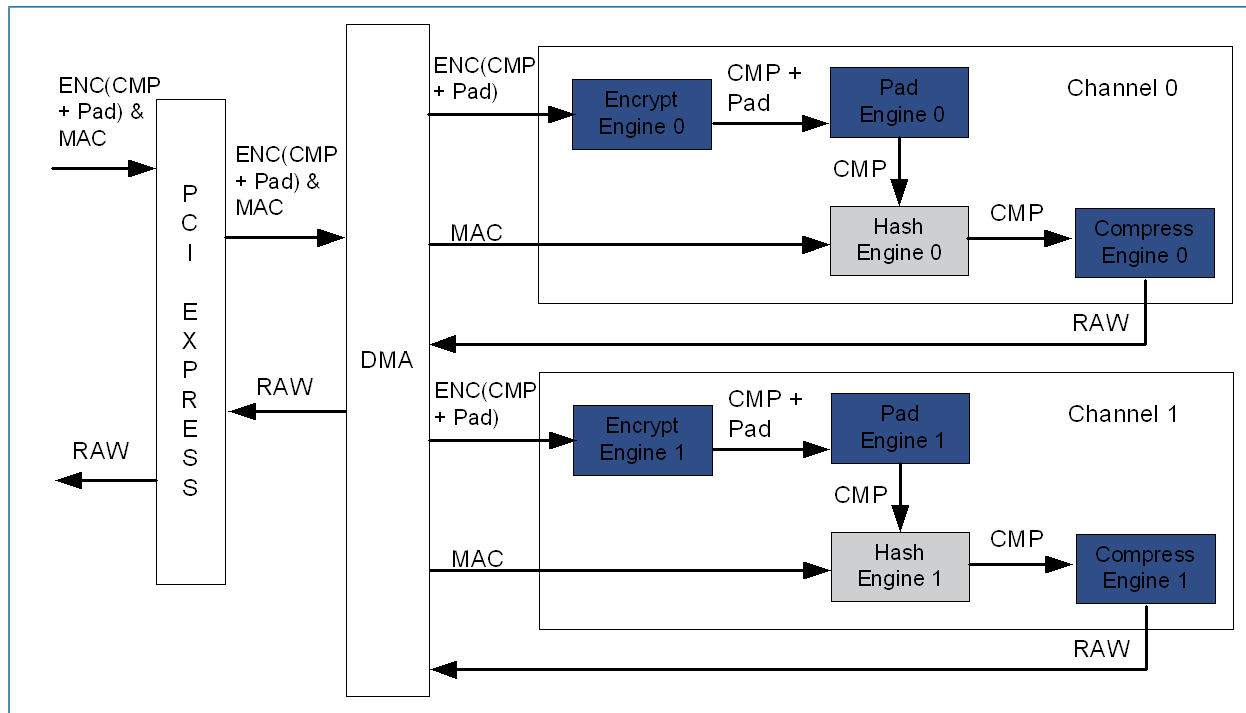 ENC(CMP
+ Pad) &
MAC
PCI EXPRESS
RAW
ENC(CMP
+ Pad) &
MAC
RAW
DMA
ENC(CMP
+ Pad)
Encrypt
Engine 0
CMP +
Pad
Pad
Engine 0
Channel 0
CMP
MAC
Hash
Engine 0
CMP
Compress
Engine 0
RAW
ENC(CMP
+ Pad)
Encrypt
Engine 1
CMP +
Pad
Pad
Engine 1
Channel 1
CMP
MAC
Hash
Engine 1
CMP
Compress
Engine 1
RAW